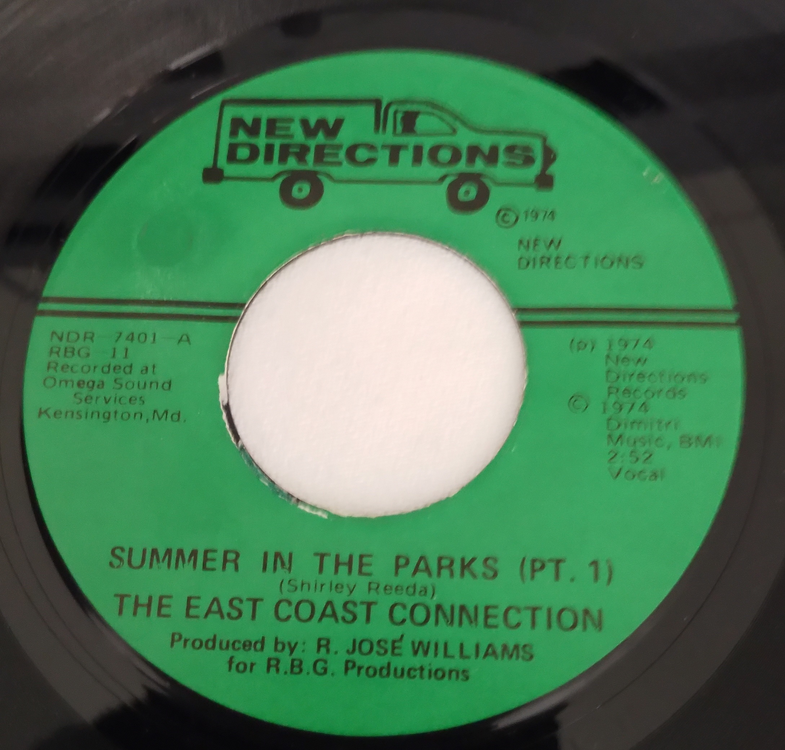 NEW
DIRECTIONS
© 1974
NEW
DIRECTIONS
NDR-7401-A
RBG-11
Recorded at
Omega Sound
Services
Kensington, Md.
(p) 1974
New
Directions
Records
© 1974
Dimitri
Music, BMI
2:52
Vocal
SUMMER IN THE PARKS (PT. 1)
(Shirley Reeda)
THE EAST COAST CONNECTION
Produced by: R. JOSÉ WILLIAMS
for R.B.G. Productions